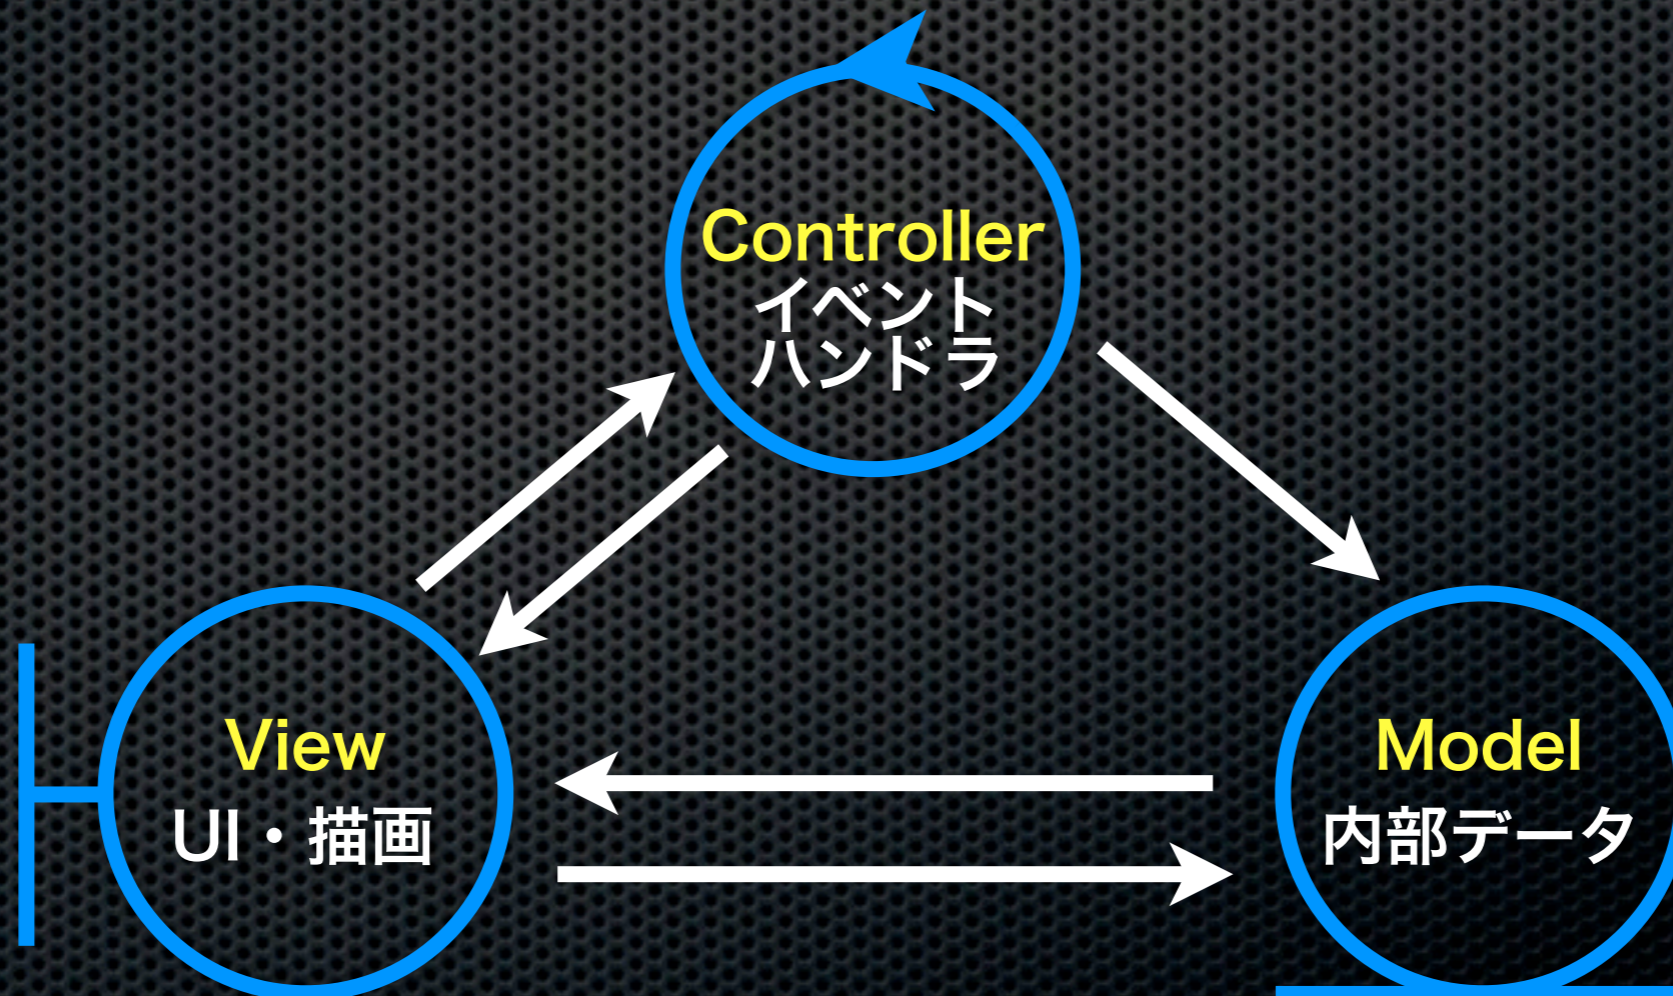 Controller
イベント
ハンドラ
View
UI・描画
Model
内部データ